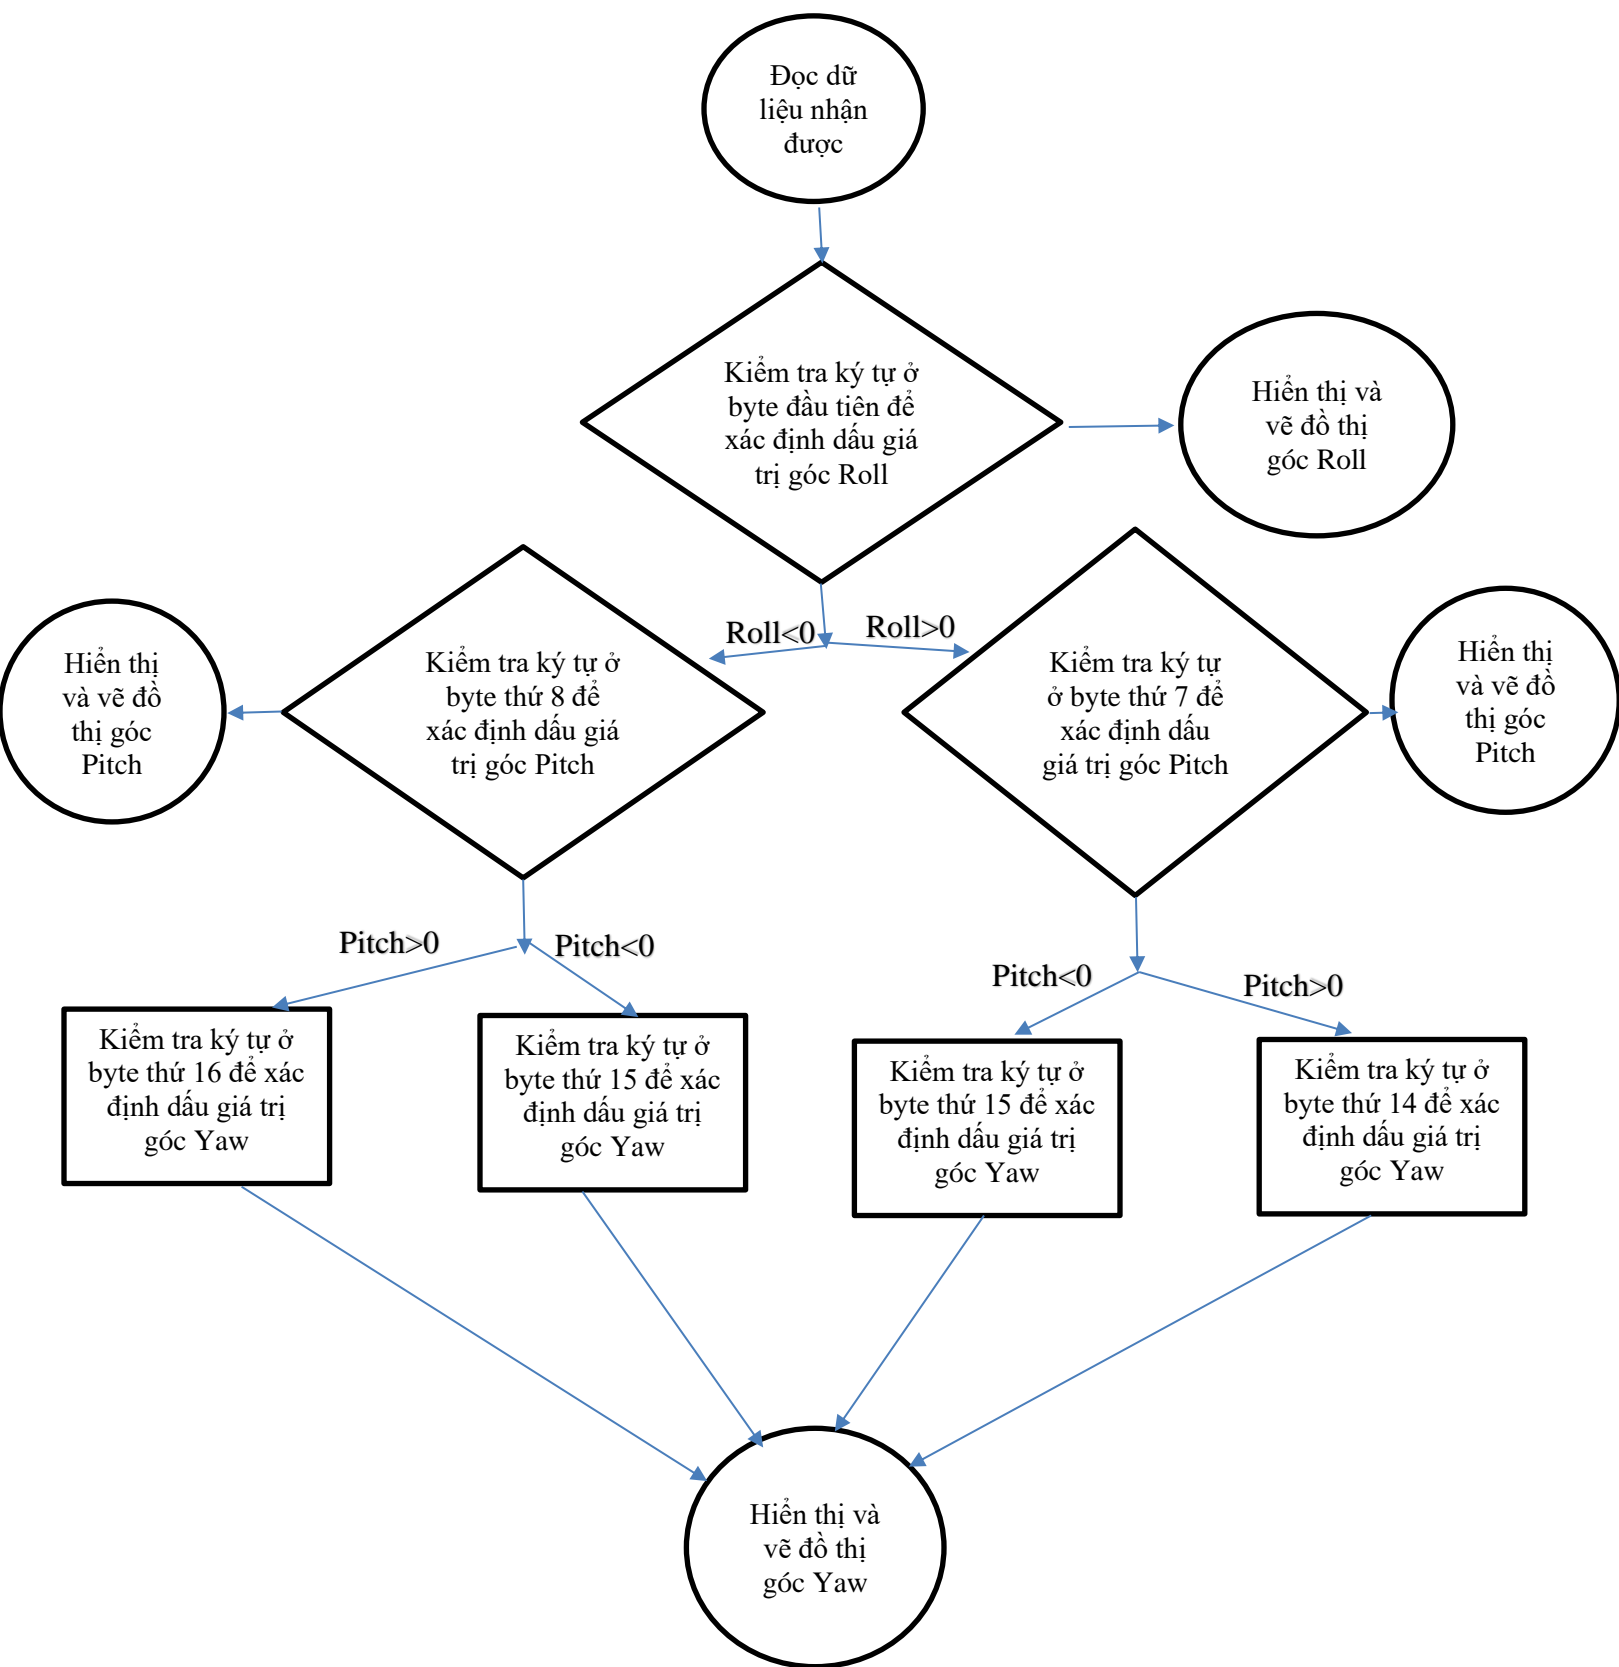 Đọc dữ
liệu nhận
được
Kiểm tra ký tự ở
byte đầu tiên để
xác định dấu giá
trị góc Roll
Hiển thị và
vẽ đồ thị
góc Roll
Roll<0
Roll>0
Hiển thị
và vẽ đồ
thị góc
Pitch
Kiểm tra ký tự ở
byte thứ 8 để
xác định dấu giá
trị góc Pitch
Kiểm tra ký tự
ở byte thứ 7 để
xác định dấu
giá trị góc Pitch
Hiển thị
và vẽ đồ
thị góc
Pitch
Pitch>0
Pitch<0
Pitch<0
Pitch>0
Kiểm tra ký tự ở
byte thứ 16 để xác
định dấu giá trị
góc Yaw
Kiểm tra ký tự ở
byte thứ 15 để xác
định dấu giá trị
góc Yaw
Kiểm tra ký tự ở
byte thứ 15 để xác
định dấu giá trị
góc Yaw
Kiểm tra ký tự ở
byte thứ 14 để xác
định dấu giá trị
góc Yaw
Hiển thị và
vẽ đồ thị
góc Yaw